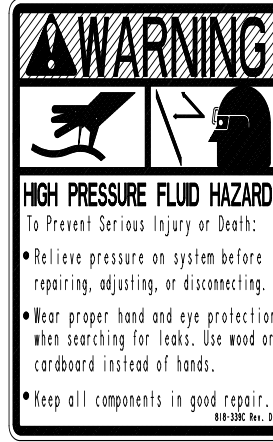 WARNING
HIGH PRESSURE FLUID HAZARD
To Prevent Serious Injury or Death:
• Relieve pressure on system before
repairing, adjusting, or disconnecting.
• Wear proper hand and eye protection
when searching for leaks. Use wood or
cardboard instead of hands.
• Keep all components in good repair.
818-339C Rev. D